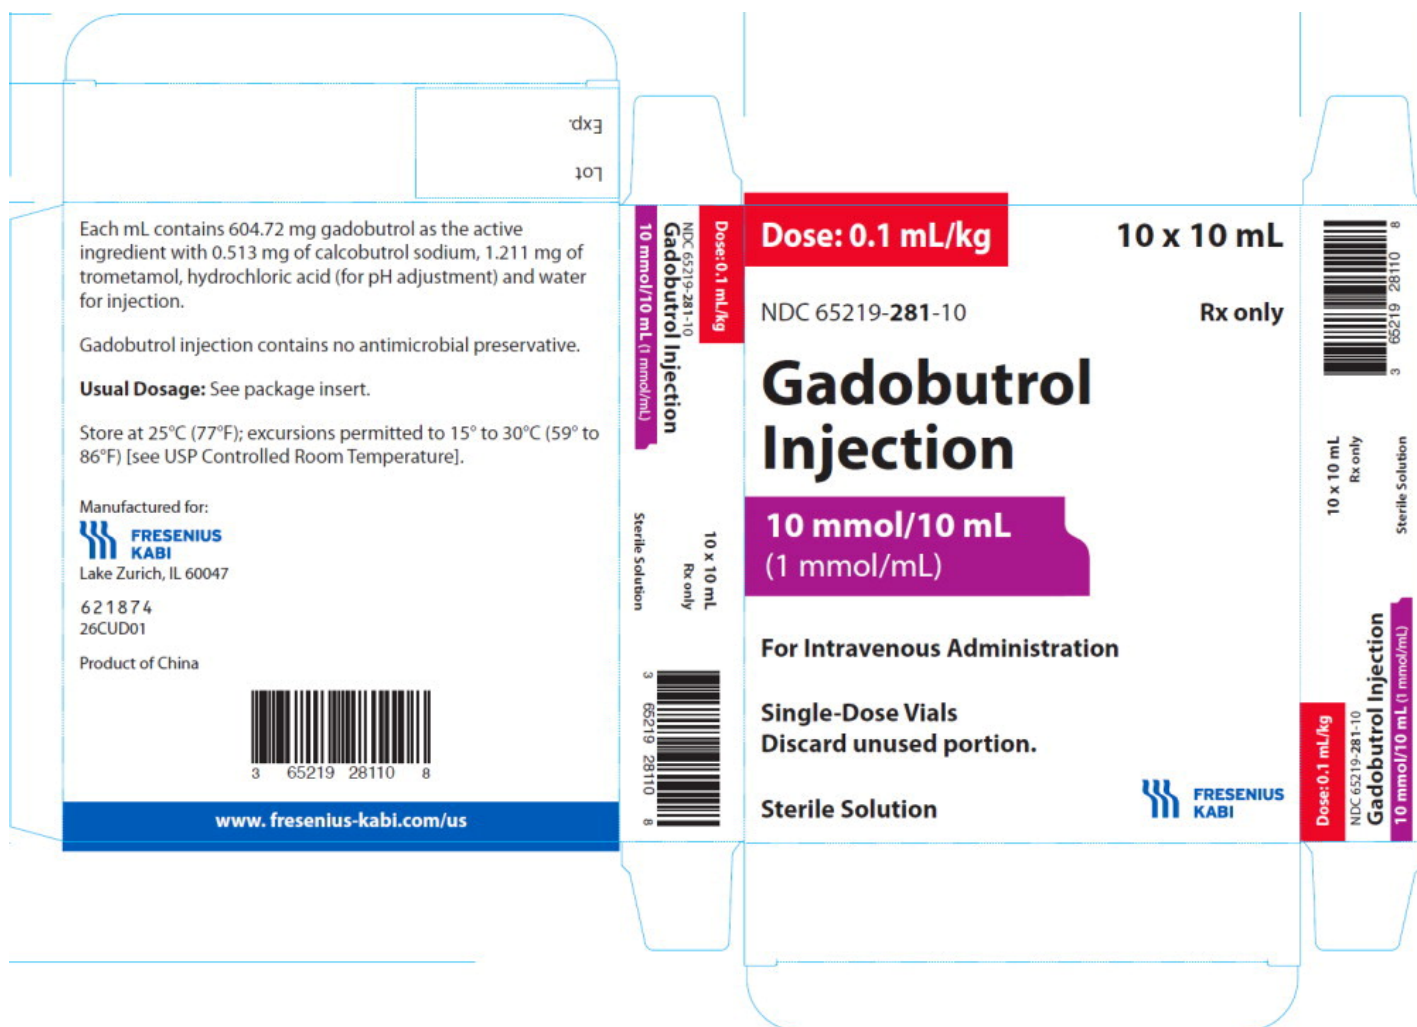 Exp.
Lot
Each mL contains 604.72 mg gadobutrol as the active
ingredient with 0.513 mg of calcobutrol sodium, 1.211 mg of
trometamol, hydrochloric acid (for pH adjustment) and water
for injection.
Gadobutrol injection contains no antimicrobial preservative.
Usual Dosage: See package insert.
Store at 25°C (77°F); excursions permitted to 15° to 30°C (59° to
86°F) [see USP Controlled Room Temperature].
Manufactured for:
FRESENIUS
KABI
Lake Zurich, IL 60047
621874
26CUD01
Product of China
3 65219 28110 8
www. fresenius-kabi.com/us
Dose: 0.1 mL/kg
NDC 65219-281-10
Gadobutrol Injection
10 mmol/10 mL (1 mmol/mL)
10 x 10 mL
Rx only
Sterile Solution
3 65219 28110 8
Dose: 0.1 mL/kg
10 x 10 mL
NDC 65219-281-10
Rx only
Gadobutrol
Injection
10 mmol/10 mL
(1 mmol/mL)
For Intravenous Administration
Single-Dose Vials
Discard unused portion.
Sterile Solution
FRESENIUS
KABI
3 65219 28110 8
10 x 10 mL
Rx only
Sterile Solution
Dose: 0.1 mL/kg
NDC 65219-281-10
Gadobutrol Injection
10 mmol/10 mL (1 mmol/mL)